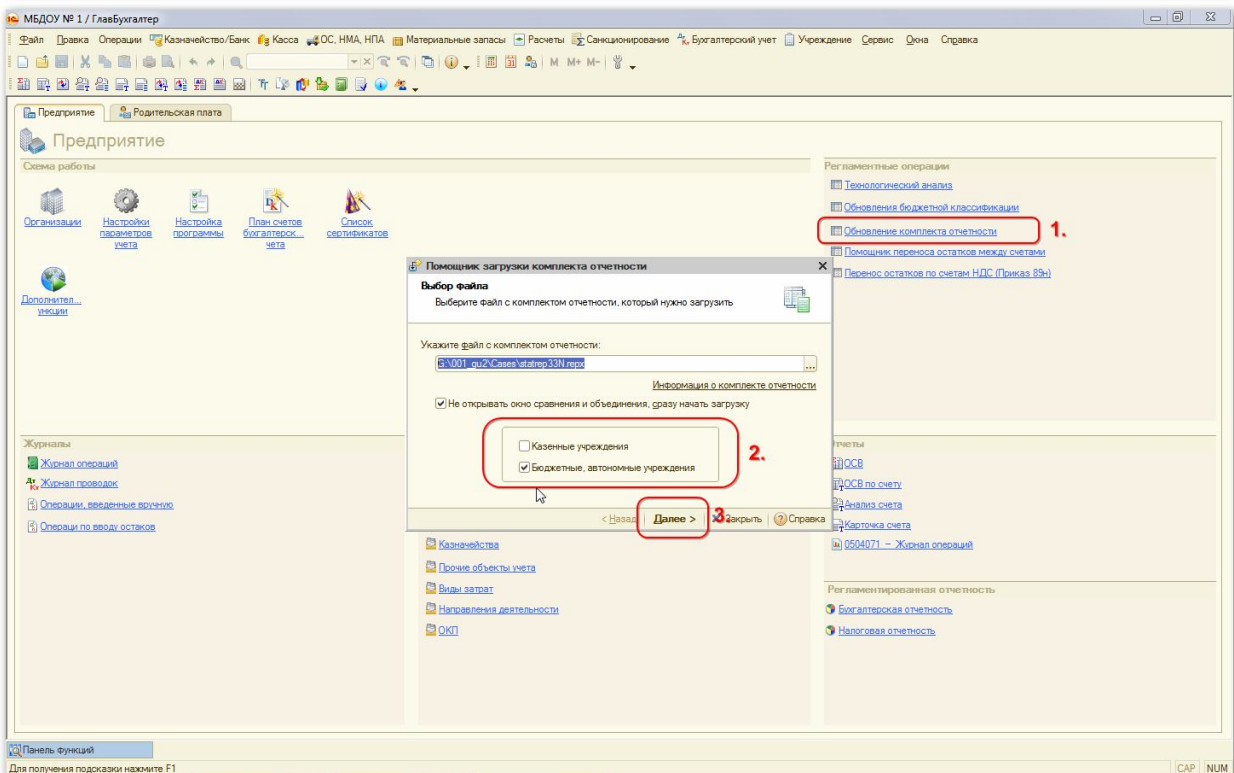 МБДОУ № 1 / ГлавБухгалтер
Файл Правка Операции Казначейство/Банк Касса ОС, НМА, НПА Материальные запасы Расчеты Санкционирование Бухгалтерский учет Учреждение Сервис Окна Справка
M M+ M-
Предприятие Родительская плата
Предприятие
Схема работы
Организации
Настройки параметров учета
Настройка программы
План счетов бухгалтерск... чета
Список сертификатов
Дополнител... ункции
Регламентные операции
Технологический анализ
Обновления бюджетной классификации
Обновление комплекта отчетности
1.
Помощник переноса остатков между счетами
Перенос остатков по счетам НДС (Приказ 89н)
Помощник загрузки комплекта отчетности
Выбор файла
Выберите файл с комплектом отчетности, который нужно загрузить
Укажите файл с комплектом отчетности:
G:\001_gu2\Cases\statrep33N.repx
...
Информация о комплекте отчетности
Не открывать окно сравнения и объединения, сразу начать загрузку
Казенные учреждения
Бюджетные, автономные учреждения
2.
< Назад Далее > 3. Закрыть Справка
Журналы
Журнал операций
Журнал проводок
Операции, введенные вручную
Операци по вводу остаков
Казначейства
Прочие объекты учета
Виды затрат
Направления деятельности
ОКП
тчеты
ОСВ
ОСВ по счету
Анализ счета
Карточка счета
0504071 – Журнал операций
Регламентированная отчетность
Бухгалтерская отчетность
Налоговая отчетность
Панель функций
Для получения подсказки нажмите F1
CAP NUM